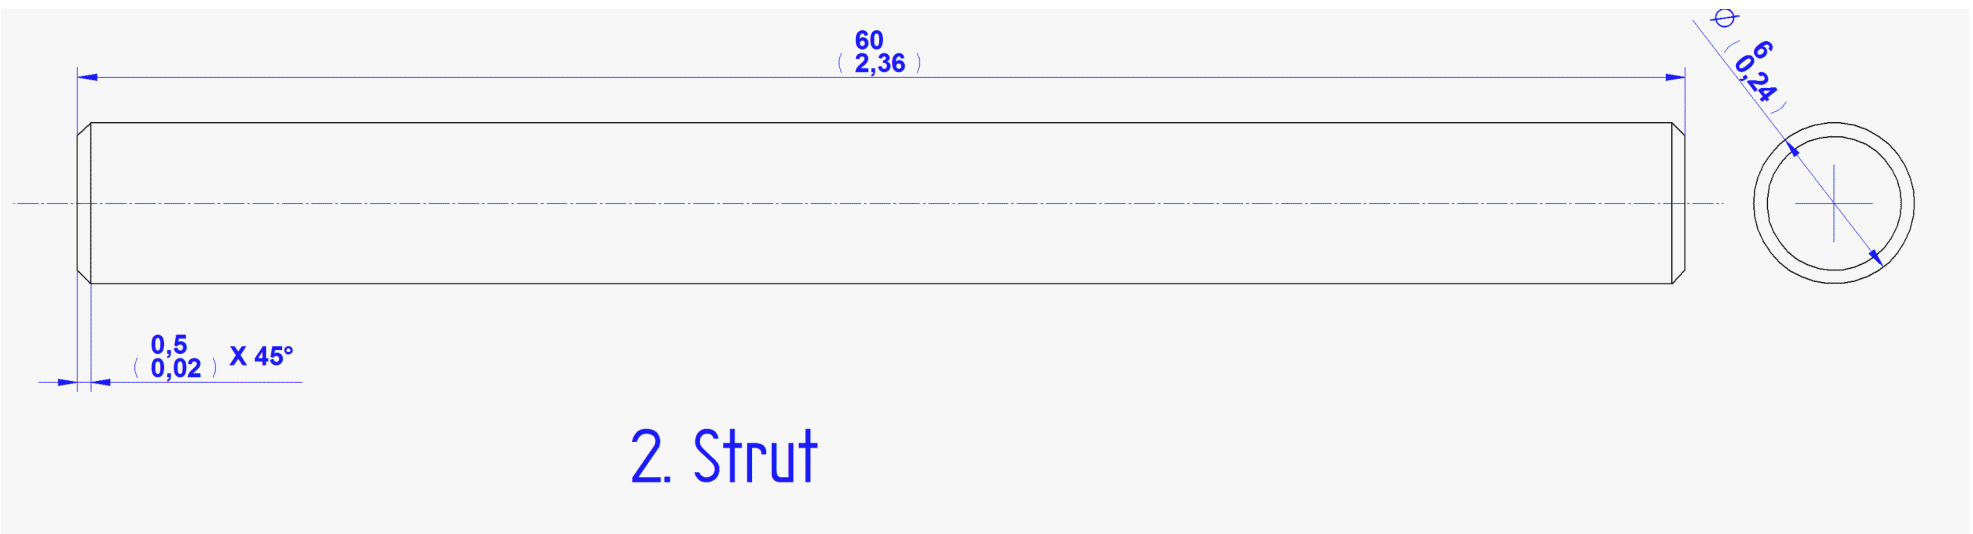 60
( 2,36 )
⌀ 6
( 0,24 )
0,5
( 0,02 ) X 45°
2. Strut